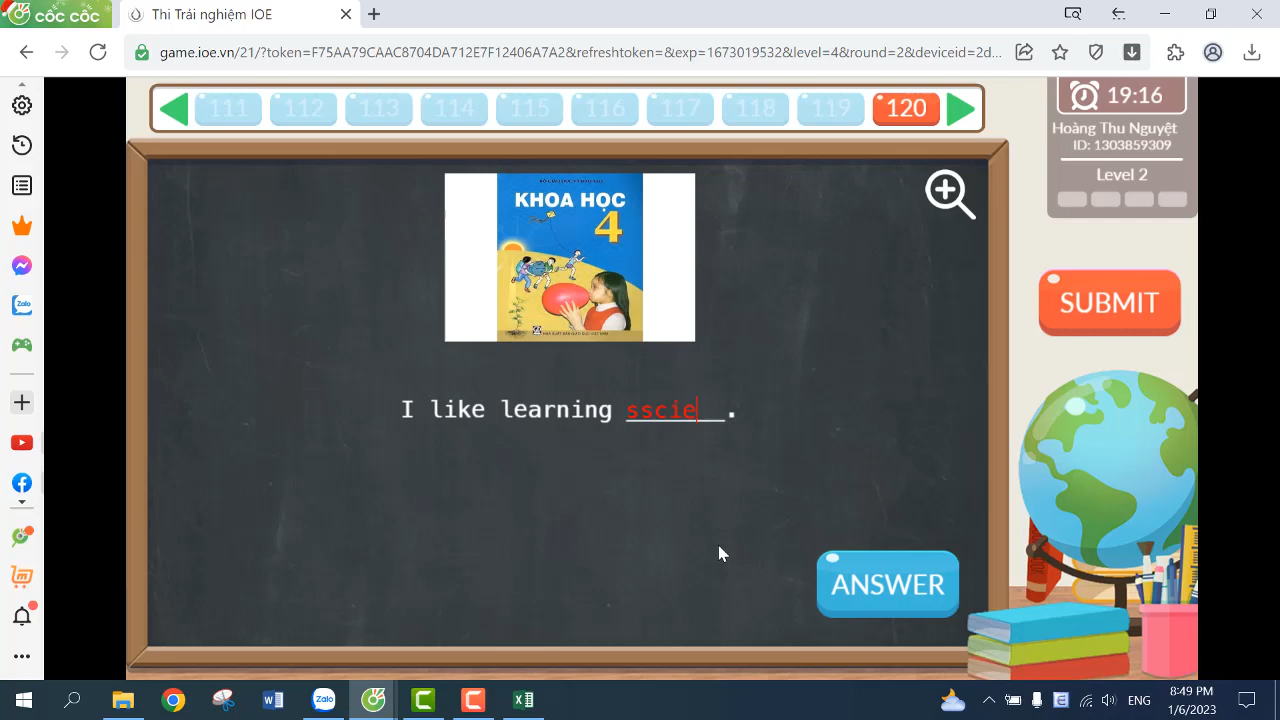 cốc cốc
Thi Trải nghiệm IOE
game.ioe.vn/21/?token=F75AA79CAAC8704DA712E7F12406A7A2&refreshtoken=&exp=1673019532&level=4&round=2&deviceid=2d...
111 112 113 114 115 116 117 118 119 120
19:16
Hoàng Thu Nguyệt
ID: 1303859309
Level 2
KHOA HỌC
4
SUBMIT
I like learning sscie__.
ANSWER
Zalo
Zalo
ENG
8:49 PM
1/6/2023